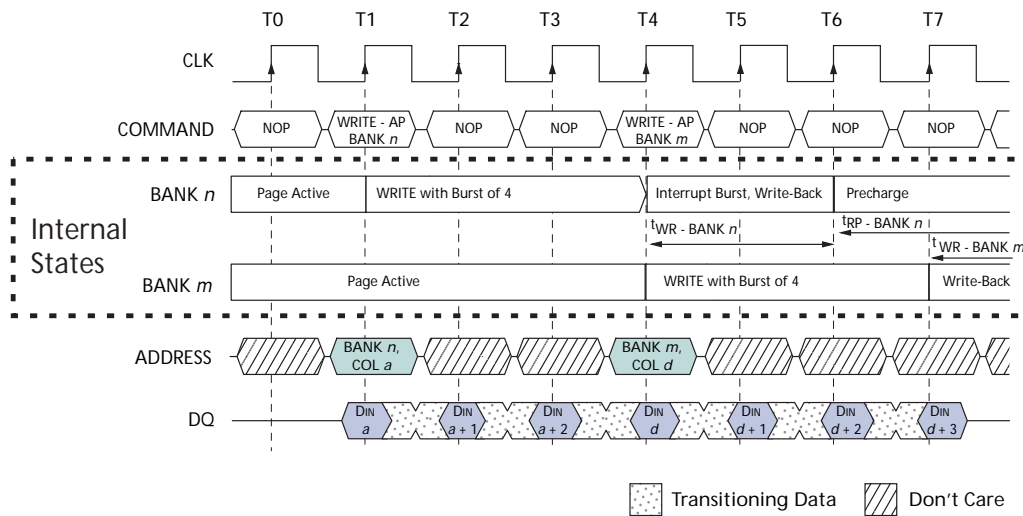 T0 T1 T2 T3 T4 T5 T6 T7
CLK
COMMAND NOP WRITE - AP BANK n NOP NOP WRITE - AP BANK m NOP NOP NOP
Internal States
BANK n Page Active WRITE with Burst of 4 Interrupt Burst, Write-Back Precharge
tWR - BANK n tRP - BANK n
tWR - BANK m
BANK m Page Active WRITE with Burst of 4 Write-Back
ADDRESS BANK n, COL a BANK m, COL d
DQ DIN a DIN a + 1 DIN a + 2 DIN d DIN d + 1 DIN d + 2 DIN d + 3
Transitioning Data Don't Care